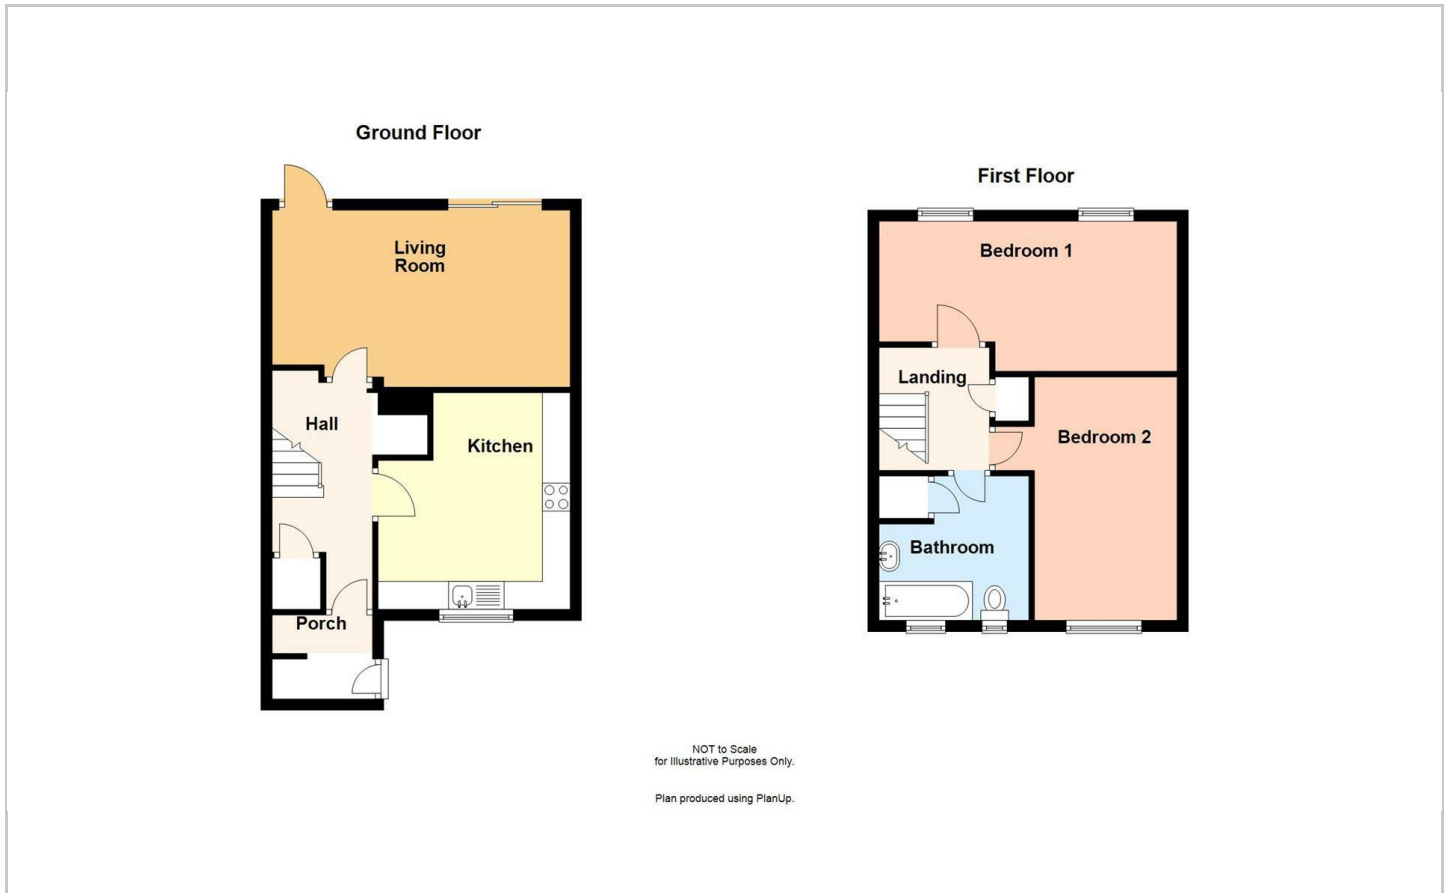 Ground Floor
Living
Room
Hall
Kitchen
Porch
First Floor
Bedroom 1
Landing
Bedroom 2
Bathroom
NOT to Scale
for Illustrative Purposes Only.
Plan produced using PlanUp.